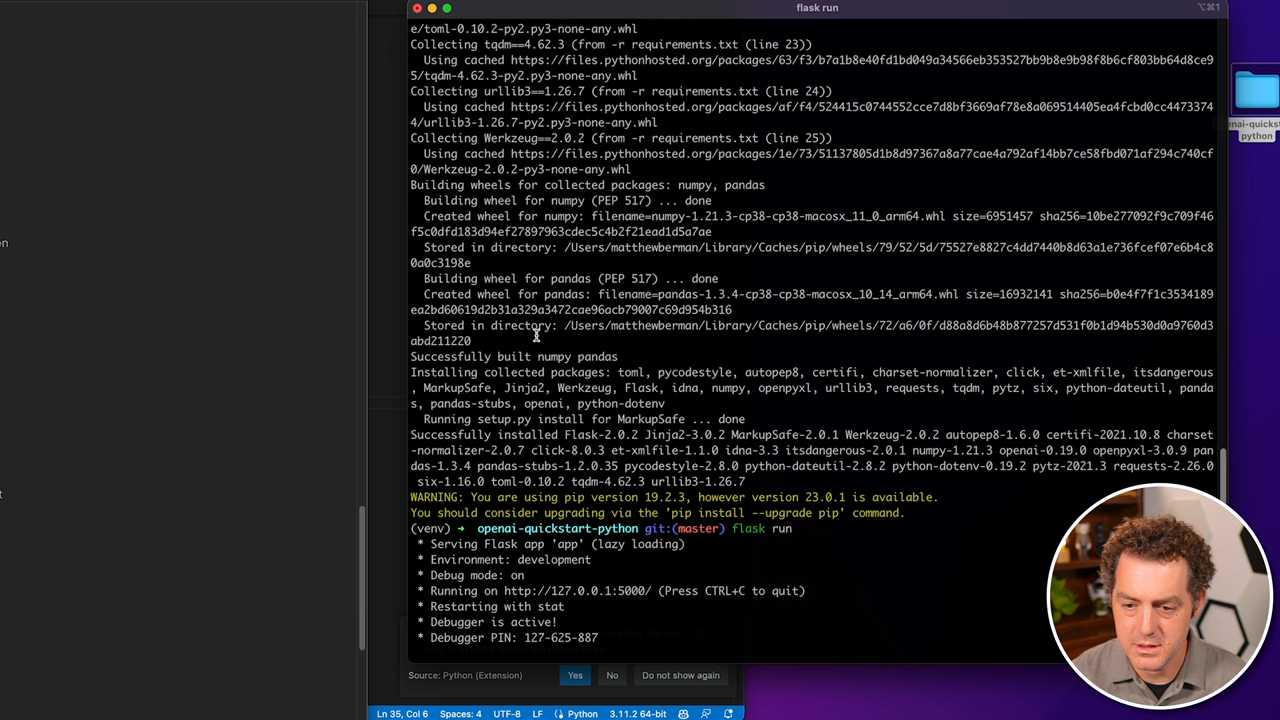 flask run
⌥⌘1
e/toml-0.10.2-py2.py3-none-any.whl
Collecting tqdm==4.62.3 (from -r requirements.txt (line 23))
Using cached https://files.pythonhosted.org/packages/63/f3/b7a1b8e40fd1bd049a34566eb353527bb9b8e9b98f8b6cf803bb64d8ce9
5/tqdm-4.62.3-py2.py3-none-any.whl
Collecting urllib3==1.26.7 (from -r requirements.txt (line 24))
Using cached https://files.pythonhosted.org/packages/af/f4/524415c0744552cce7d8bf3669af78e8a069514405ea4fcbd0cc4473374
4/urllib3-1.26.7-py2.py3-none-any.whl
Collecting Werkzeug==2.0.2 (from -r requirements.txt (line 25))
Using cached https://files.pythonhosted.org/packages/1e/73/51137805d1b8d97367a8a77cae4a792af14bb7ce58fbd071af294c740cf
0/Werkzeug-2.0.2-py3-none-any.whl
Building wheels for collected packages: numpy, pandas
Building wheel for numpy (PEP 517) ... done
Created wheel for numpy: filename=numpy-1.21.3-cp38-cp38-macosx_11_0_arm64.whl size=6951457 sha256=10be277092f9c709f46
f5c0dfd183d94ef27897963cdec5c4b2f21ead1d5a7ae
Stored in directory: /Users/matthewberman/Library/Caches/pip/wheels/79/52/5d/75527e8827c4dd7440b8d63a1e736fcef07e6b4c8
0a0c3198e
Building wheel for pandas (PEP 517) ... done
Created wheel for pandas: filename=pandas-1.3.4-cp38-cp38-macosx_10_14_arm64.whl size=16932141 sha256=b0e4f7f1c3534189
ea2bd60619d2b31a329a3472cae96acb79007c69d954b316
Stored in directory: /Users/matthewberman/Library/Caches/pip/wheels/72/a6/0f/d88a8d6b48b877257d531f0b1d94b530d0a9760d3
abd211220
Successfully built numpy pandas
Installing collected packages: toml, pycodestyle, autopep8, certifi, charset-normalizer, click, et-xmlfile, itsdangerous
, MarkupSafe, Jinja2, Werkzeug, Flask, idna, numpy, openpyxl, urllib3, requests, tqdm, pytz, six, python-dateutil, panda
s, pandas-stubs, openai, python-dotenv
Running setup.py install for MarkupSafe ... done
Successfully installed Flask-2.0.2 Jinja2-3.0.2 MarkupSafe-2.0.1 Werkzeug-2.0.2 autopep8-1.6.0 certifi-2021.10.8 charset
-normalizer-2.0.7 click-8.0.3 et-xmlfile-1.1.0 idna-3.3 itsdangerous-2.0.1 numpy-1.21.3 openai-0.19.0 openpyxl-3.0.9 pan
das-1.3.4 pandas-stubs-1.2.0.35 pycodestyle-2.8.0 python-dateutil-2.8.2 python-dotenv-0.19.2 pytz-2021.3 requests-2.26.0
six-1.16.0 toml-0.10.2 tqdm-4.62.3 urllib3-1.26.7
WARNING: You are using pip version 19.2.3, however version 23.0.1 is available.
You should consider upgrading via the 'pip install --upgrade pip' command.
(venv) → openai-quickstart-python git:(master) flask run
* Serving Flask app 'app' (lazy loading)
* Environment: development
* Debug mode: on
* Running on http://127.0.0.1:5000/ (Press CTRL+C to quit)
* Restarting with stat
* Debugger is active!
* Debugger PIN: 127-625-887
Source: Python (Extension) Yes No Do not show again
Ln 35, Col 6 Spaces: 4 UTF-8 LF Python 3.11.2 64-bit
enai-quickst
python
en
t